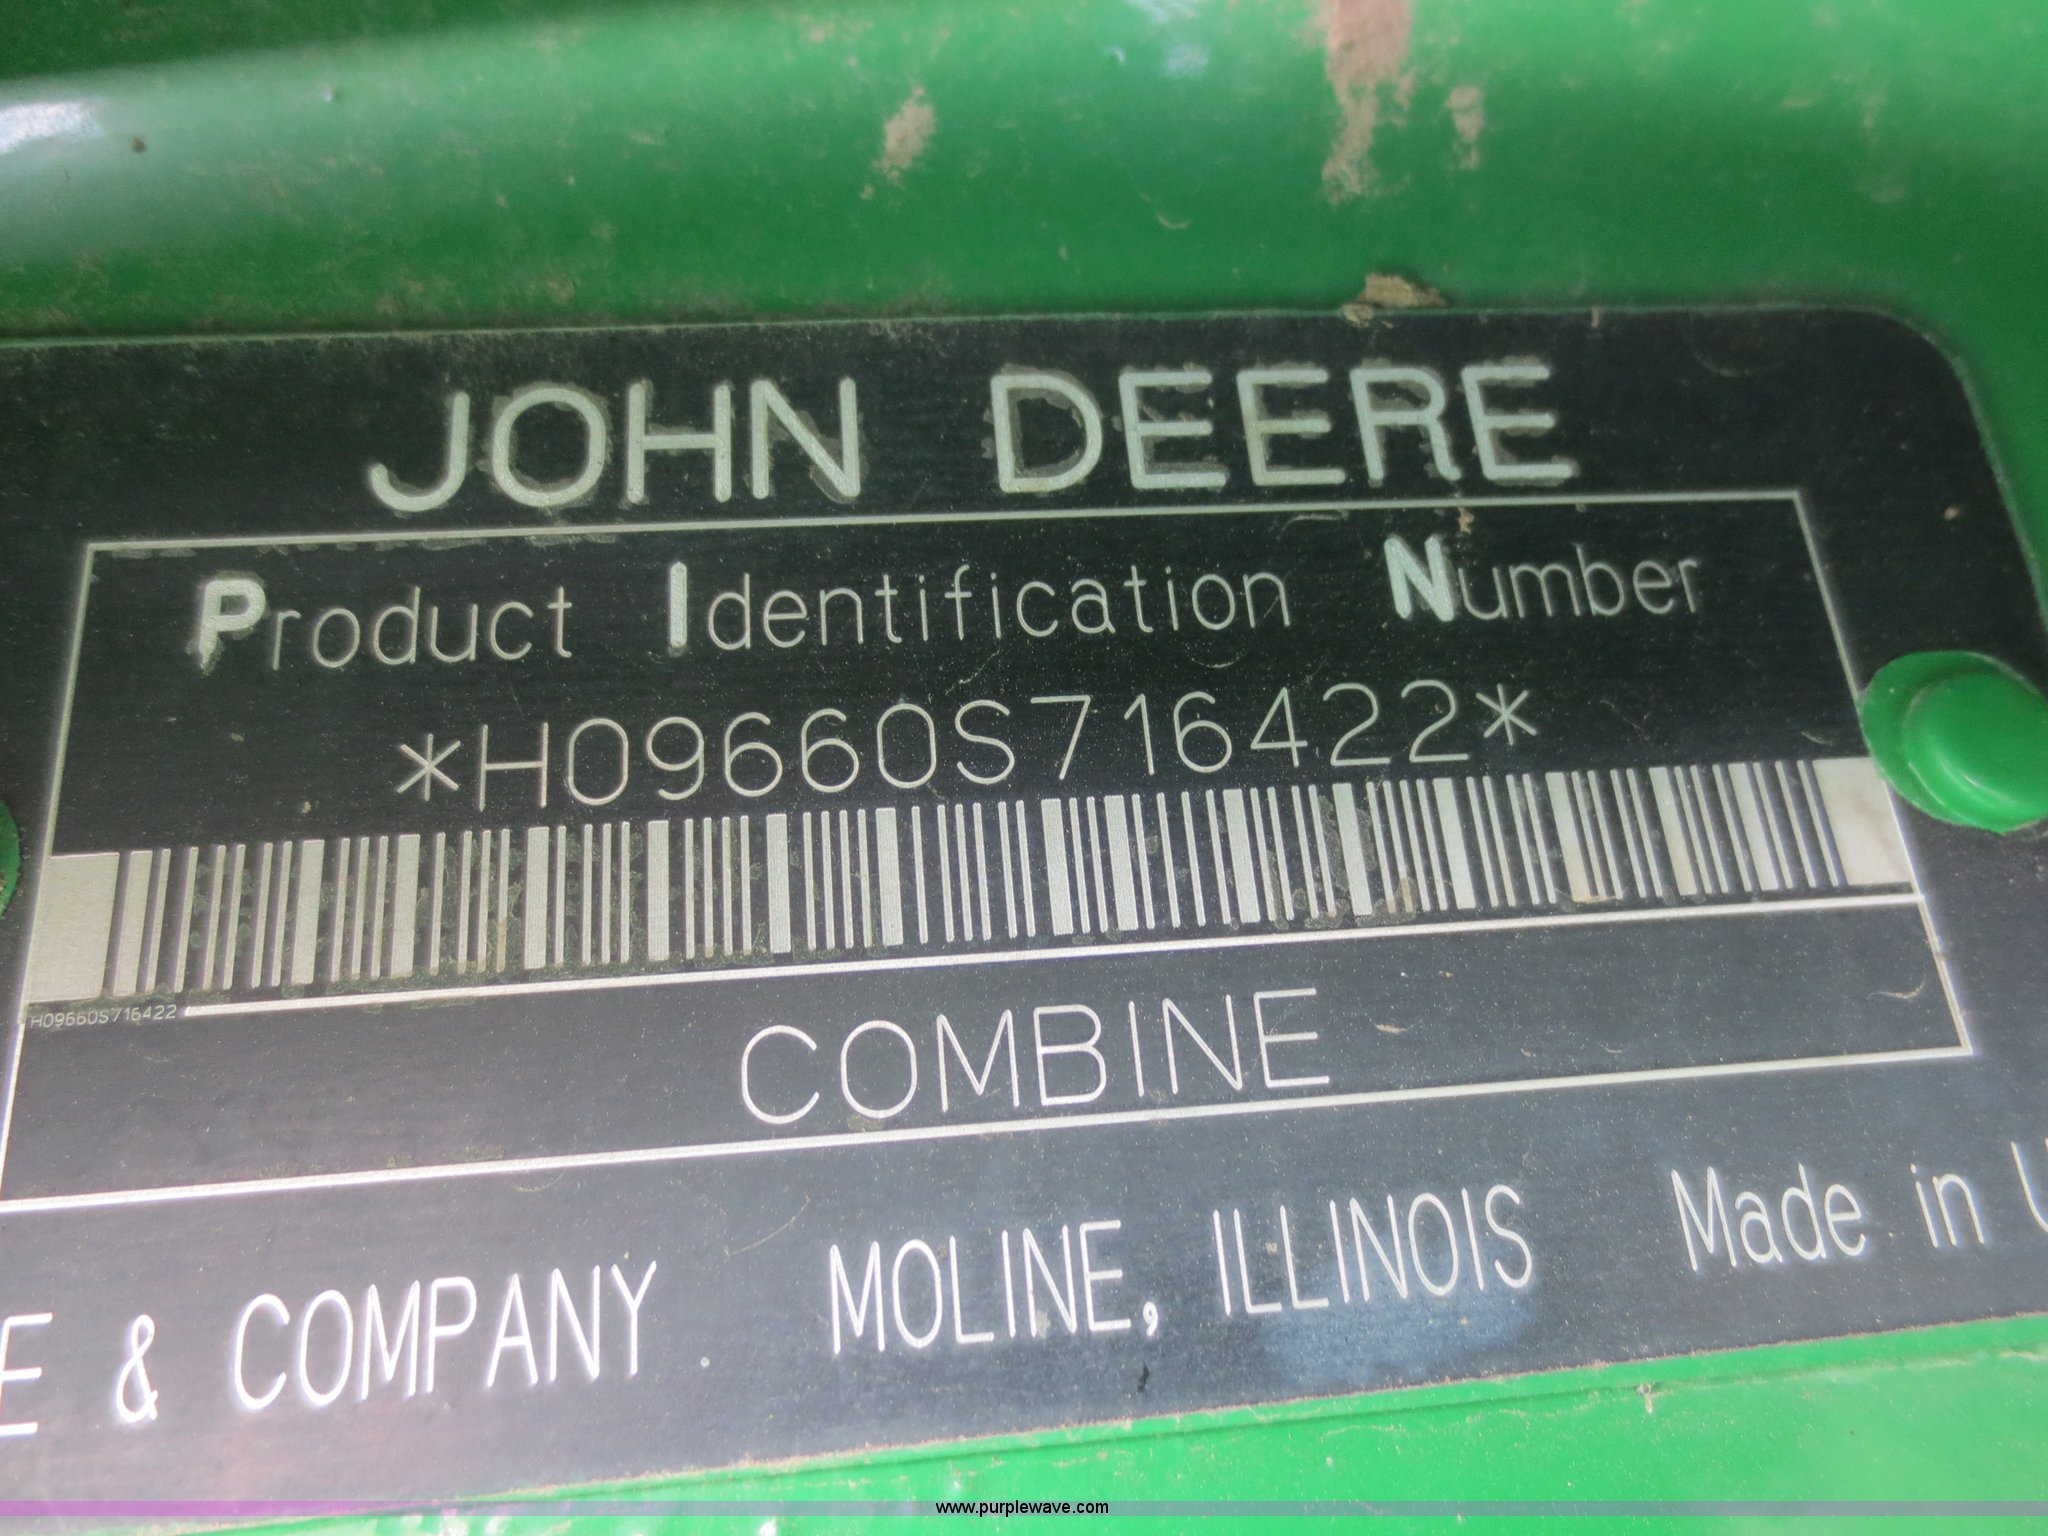 JOHN DEERE
Product Identification Number
*H09660S716422*
H09660S716422
COMBINE
E & COMPANY MOLINE, ILLINOIS Made in U
www.purplewave.com